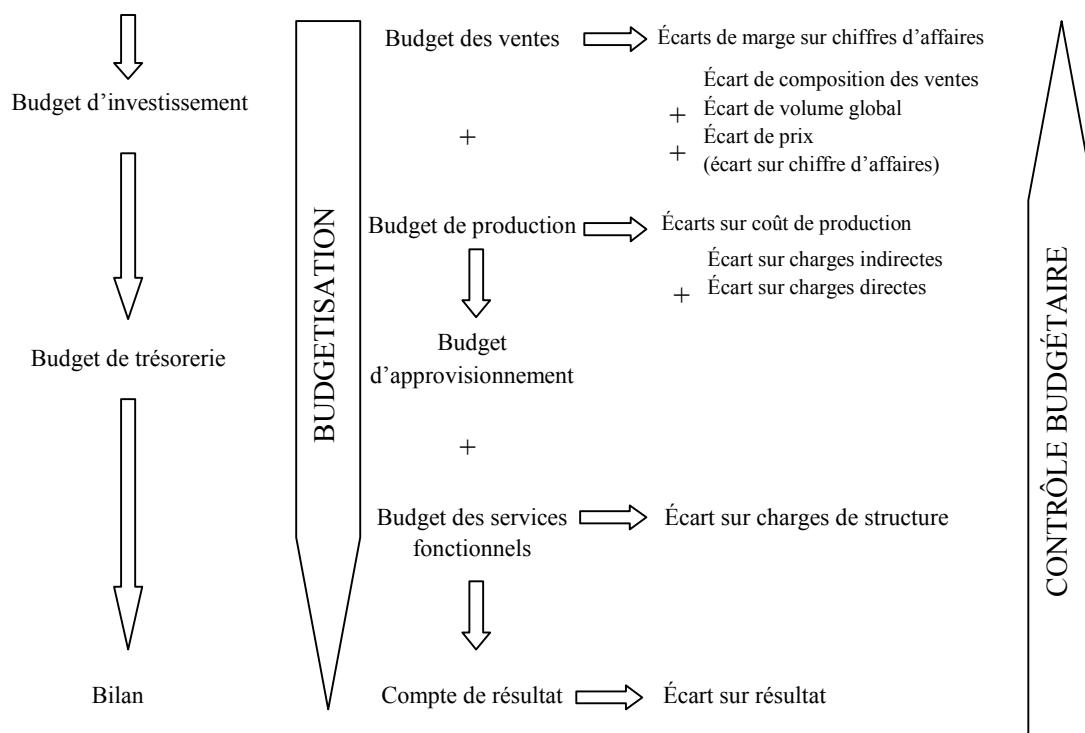 Budget d’investissement
Budget de trésorerie
Bilan
BUDGETISATION
Budget des ventes
+
Budget de production
Budget
d’approvisionnement
+
Budget des services
fonctionnels
Compte de résultat
Écarts de marge sur chiffres d’affaires
Écart de composition des ventes
+ Écart de volume global
+ Écart de prix
(écart sur chiffre d’affaires)
Écarts sur coût de production
Écart sur charges indirectes
+ Écart sur charges directes
Écart sur charges de structure
Écart sur résultat
CONTRÔLE BUDGÉTAIRE